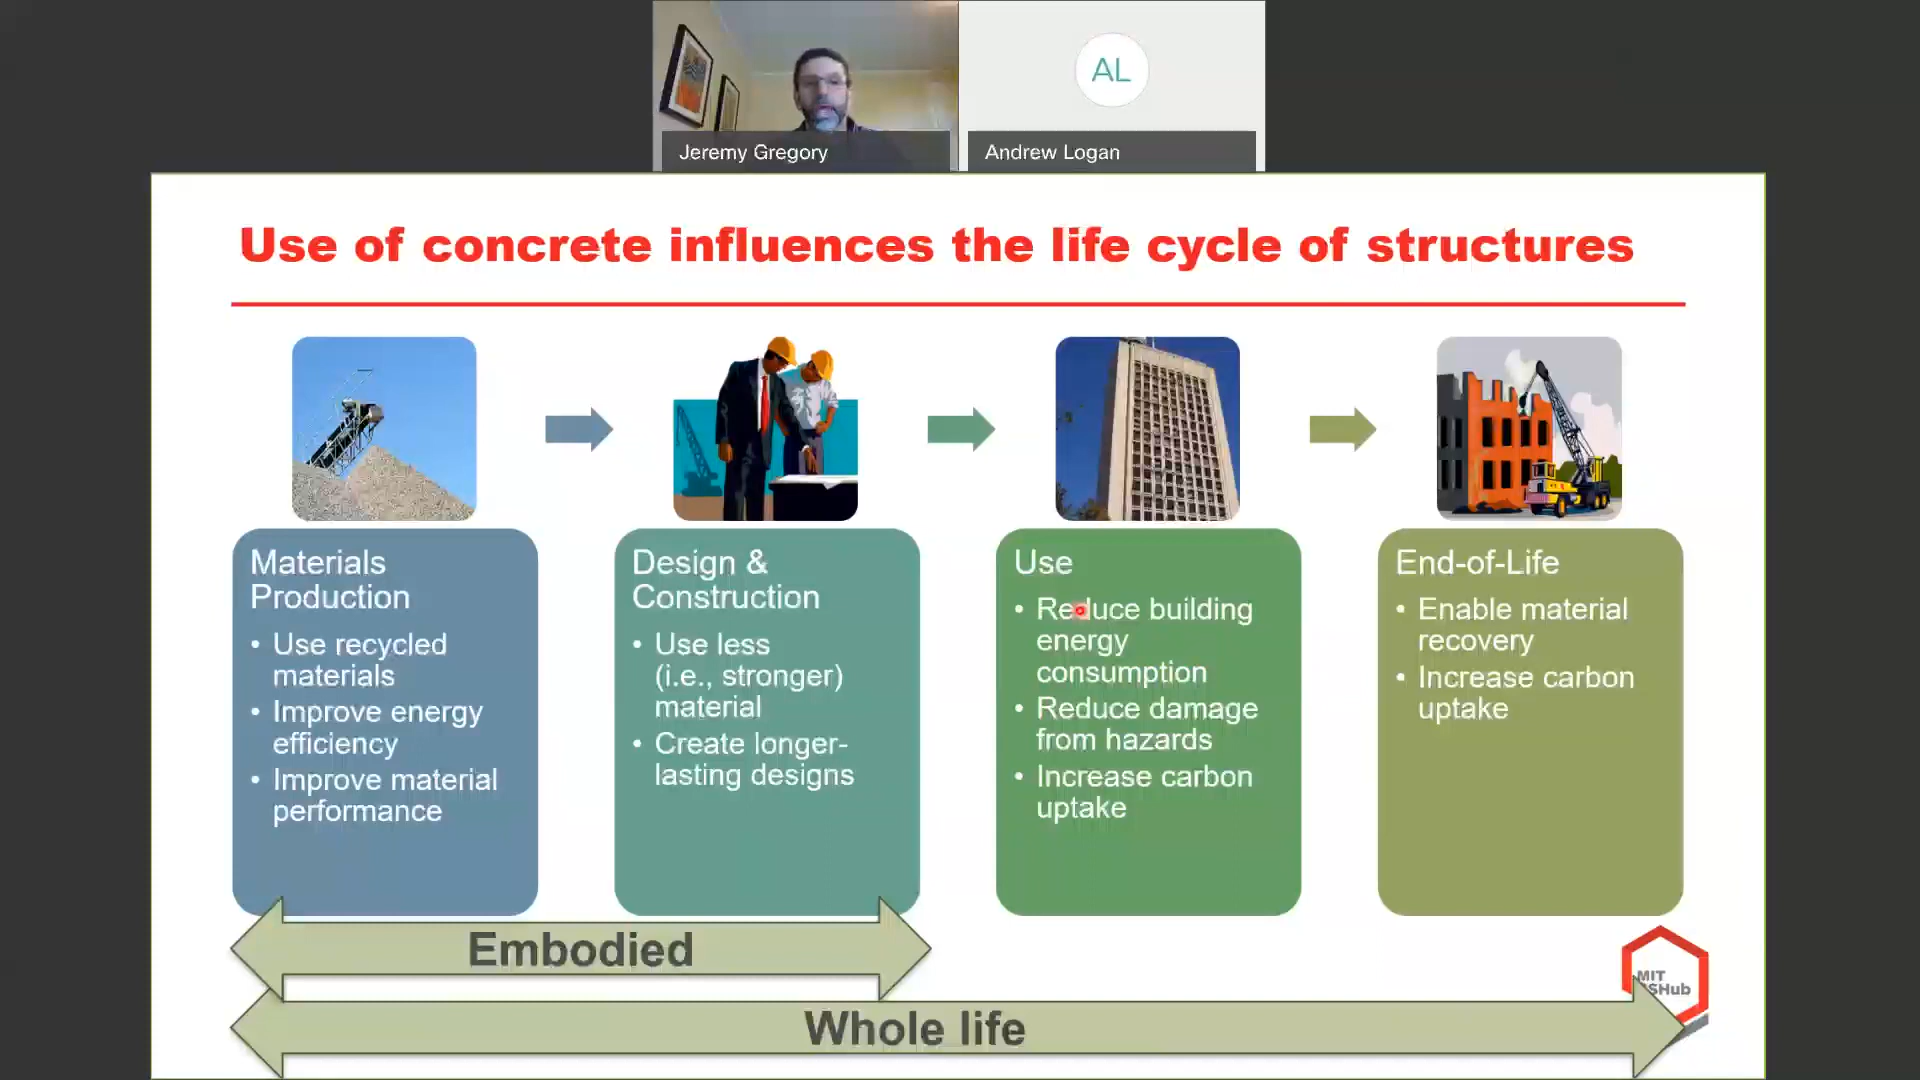 AL
Jeremy Gregory
Andrew Logan
Use of concrete influences the life cycle of structures
Materials
Production
• Use recycled
materials
• Improve energy
efficiency
• Improve material
performance
Design &
Construction
• Use less
(i.e., stronger)
material
• Create longer-
lasting designs
Use
• Reduce building
energy
consumption
• Reduce damage
from hazards
• Increase carbon
uptake
End-of-Life
• Enable material
recovery
• Increase carbon
uptake
Embodied
MIT
SHub
Whole life